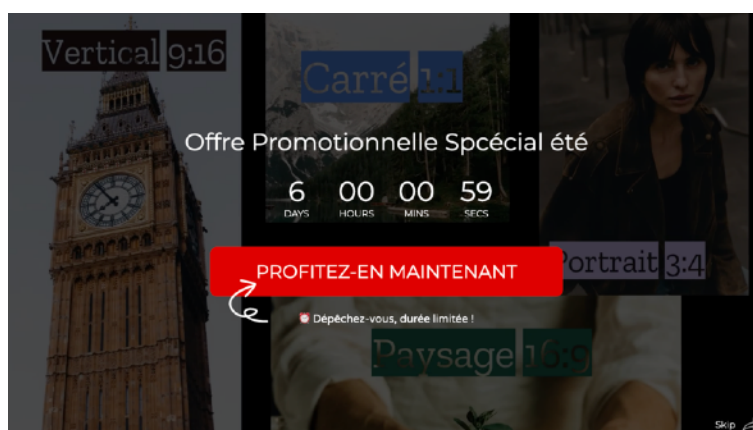 Vertical 9:16
Carré 1:1
Offre Promotionnelle Spcécial été
6 00 00 59
DAYS HOURS MINS SECS
PROFITEZ-EN MAINTENANT
Portrait 3:4
Dépêchez-vous, durée limitée !
Paysage 16:9
Skip